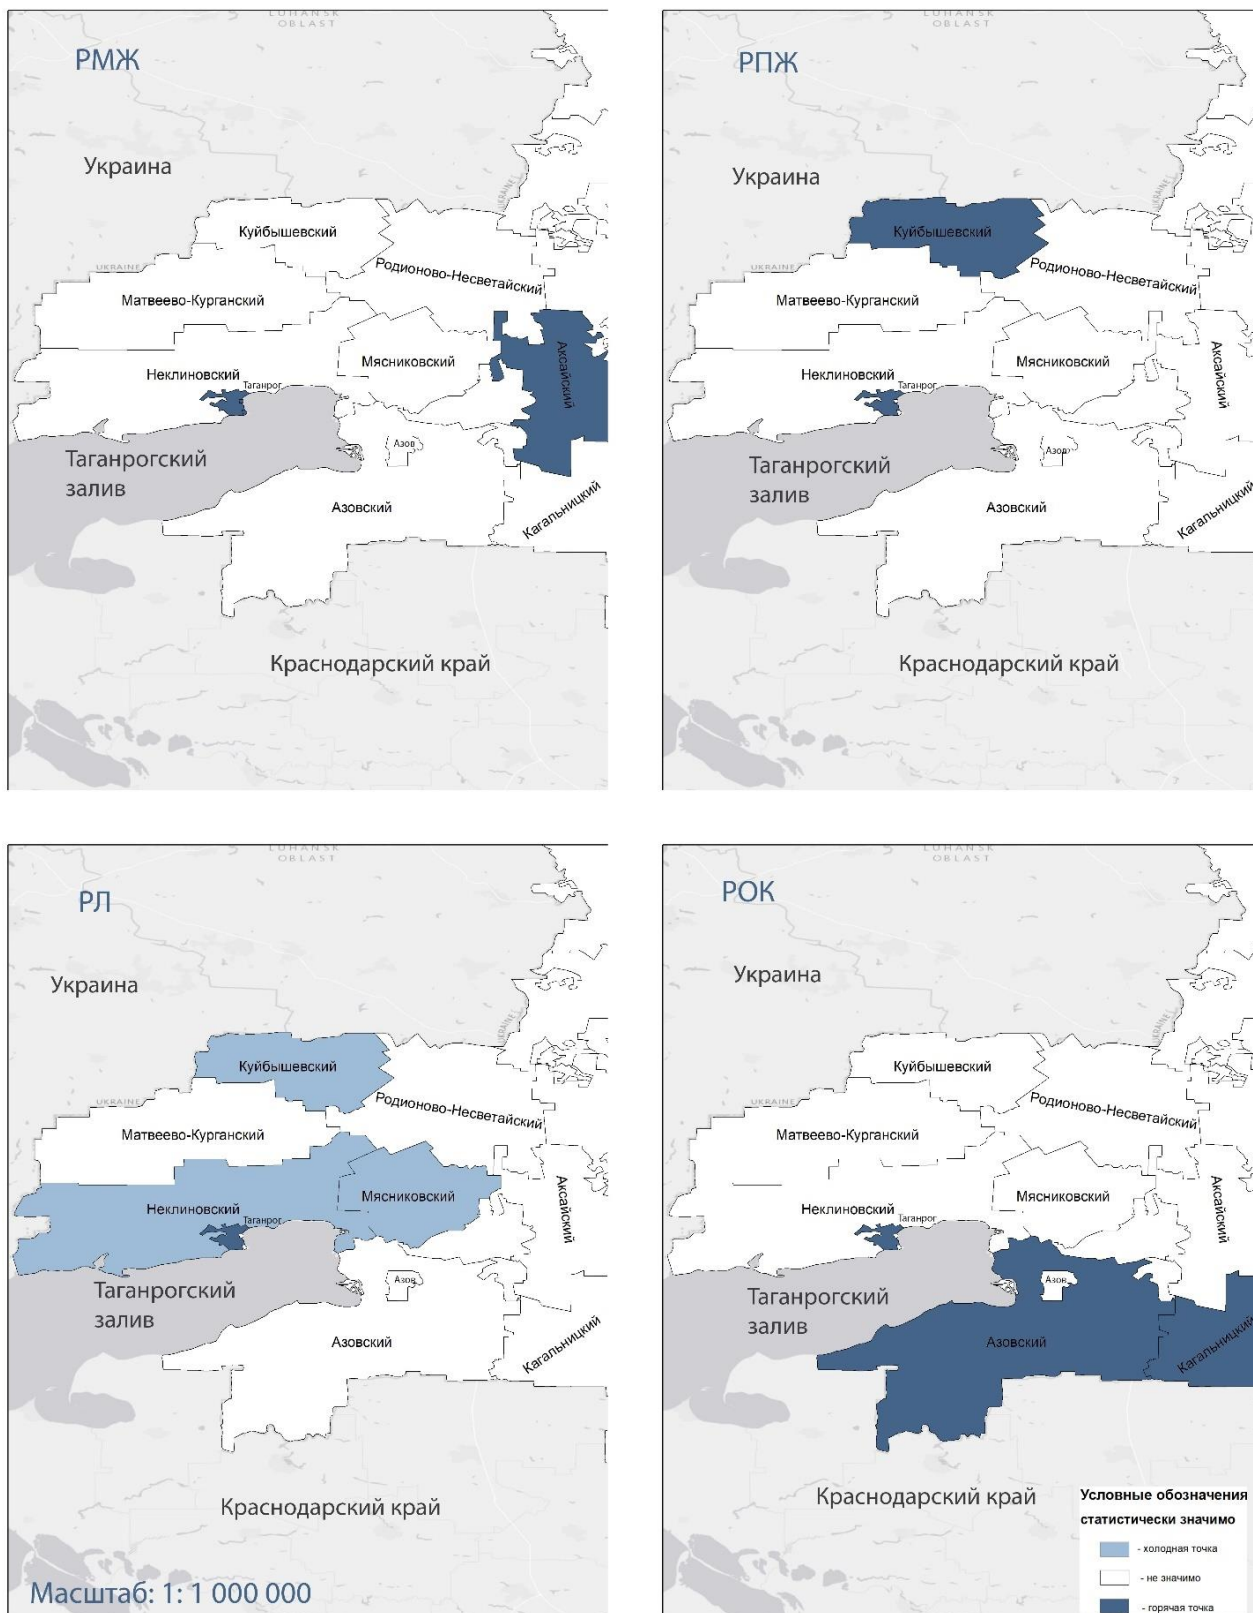 LUHANSK
OBLAST
РМЖ
Украина
UKRAINE
Куйбышевский
Родионово-Несветайский
UKRAINE
Матвеево-Курганский
Мясниковский
Аксайский
Неклиновский
Таганрог
Таганрогский
залив
Азов
Азовский
Кагальницкий
Краснодарский край
LUHANSK
OBLAST
РПЖ
Украина
UKRAINE
Куйбышевский
Родионово-Несветайский
UKRAINE
Матвеево-Курганский
Мясниковский
Аксайский
Неклиновский
Таганрог
Таганрогский
залив
Азов
Азовский
Кагальницкий
Краснодарский край
LUHANSK
OBLAST
РЛ
Украина
UKRAINE
Куйбышевский
Родионово-Несветайский
UKRAINE
Матвеево-Курганский
Мясниковский
Аксайский
Неклиновский
Таганрог
Таганрогский
залив
Азов
Азовский
Кагальницкий
Краснодарский край
Масштаб: 1: 1 000 000
LUHANSK
OBLAST
РОК
Украина
UKRAINE
Куйбышевский
Родионово-Несветайский
UKRAINE
Матвеево-Курганский
Мясниковский
Аксайский
Неклиновский
Таганрог
Таганрогский
залив
Азов
Азовский
Кагальницкий
Краснодарский край
Условные обозначения
статистически значимо
- холодная точка
- не значимо
- горячая точка